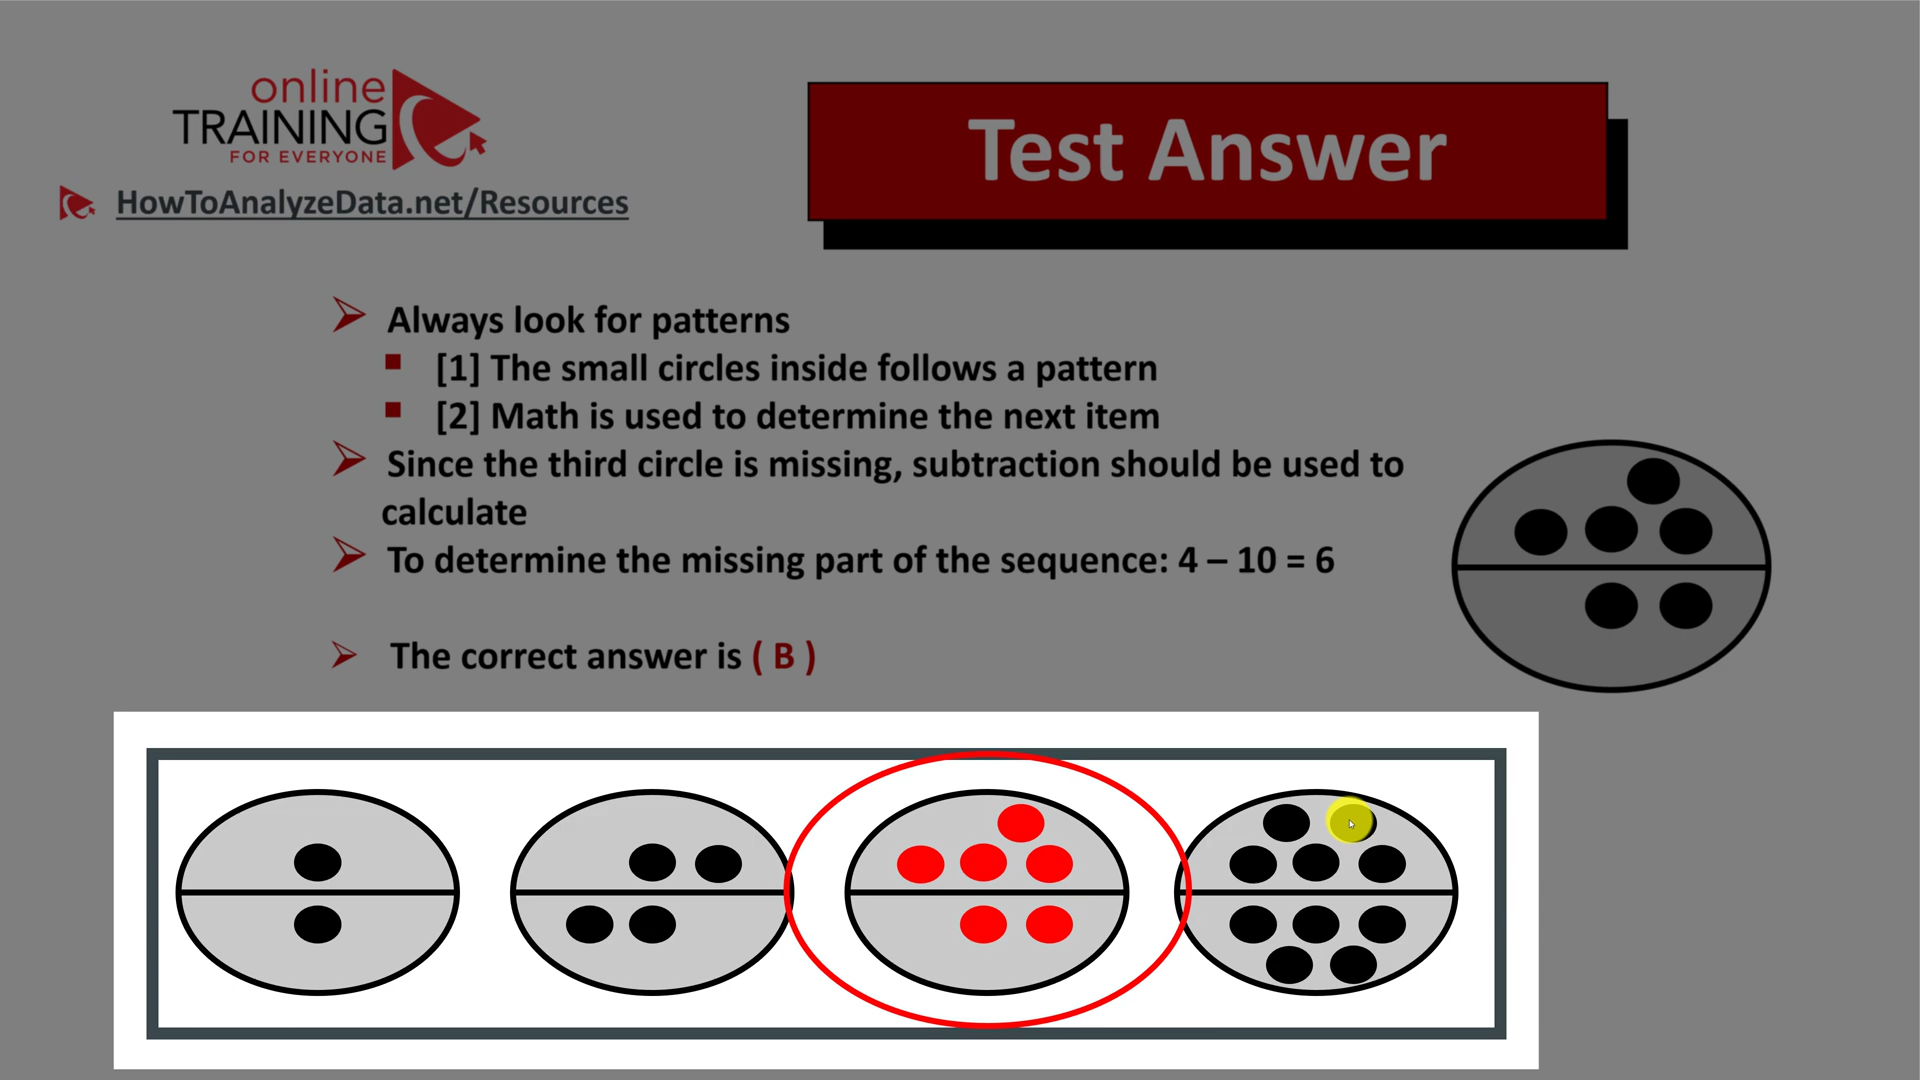 online
TRAINING
FOR EVERYONE
HowToAnalyzeData.net/Resources
Test Answer
Always look for patterns
[1] The small circles inside follows a pattern
[2] Math is used to determine the next item
Since the third circle is missing, subtraction should be used to
calculate
To determine the missing part of the sequence: 4 – 10 = 6
The correct answer is ( B )